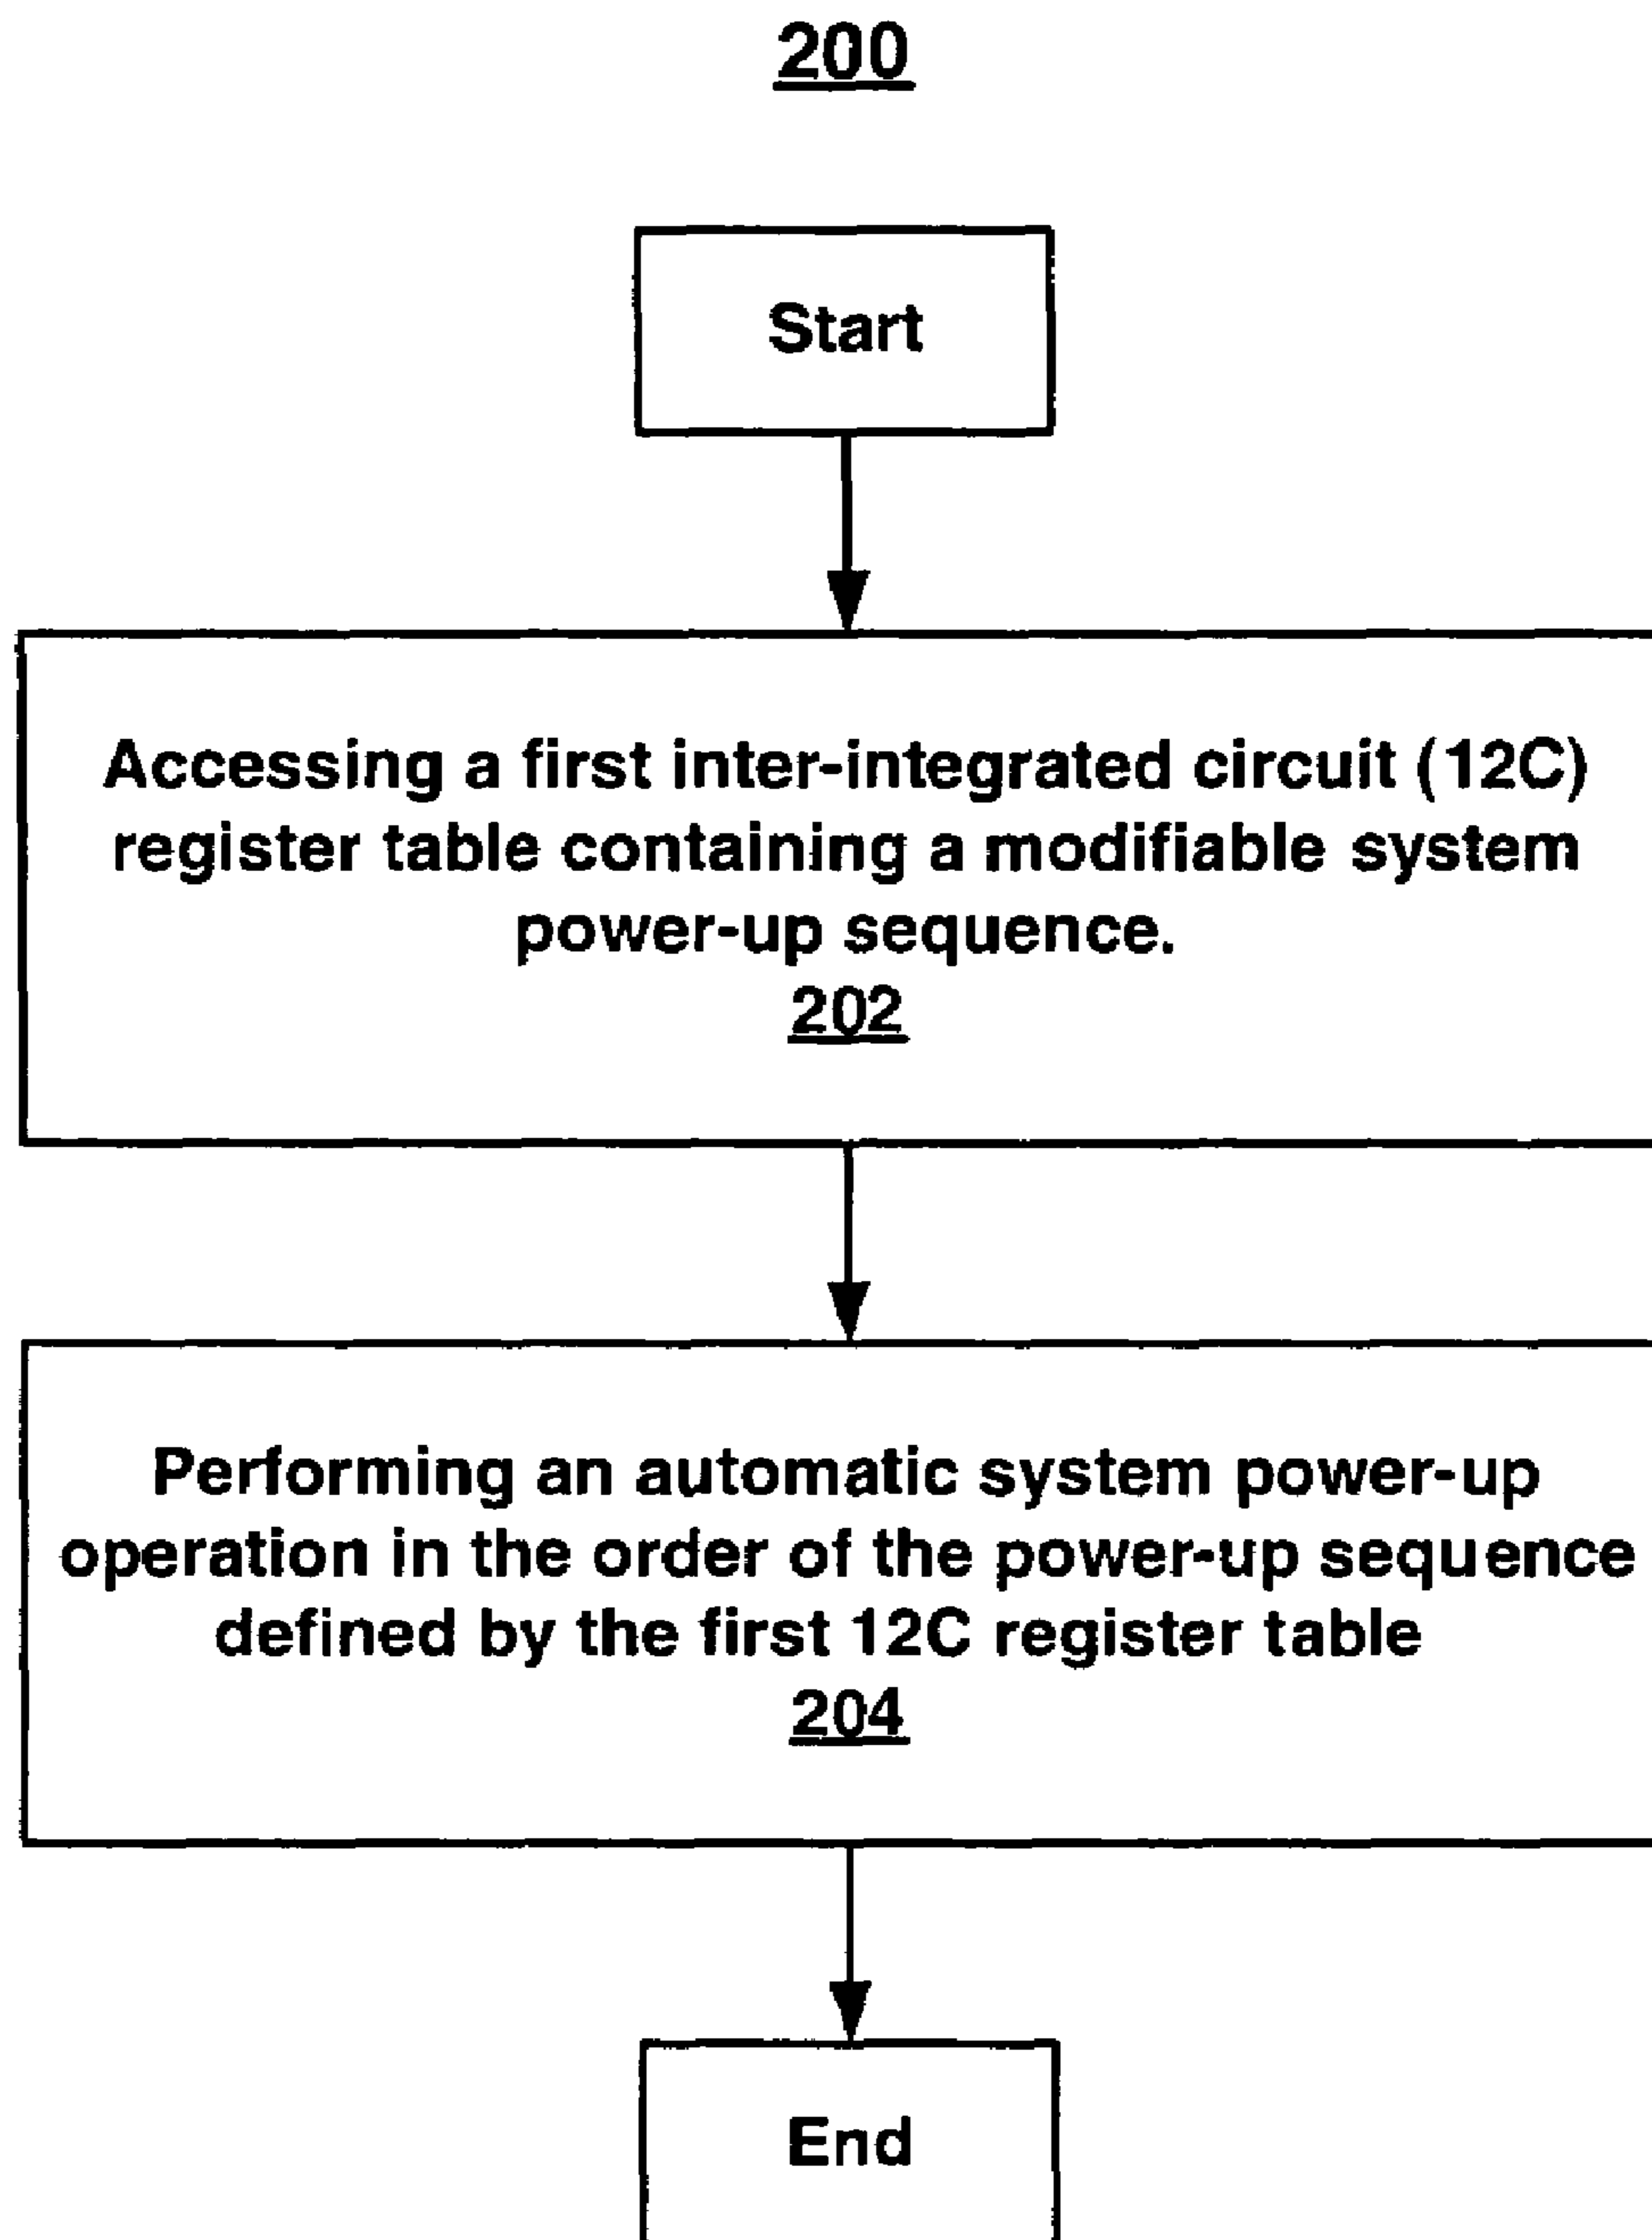 200
Start
Accessing a first inter-integrated circuit (12C)
register table containing a modifiable system
power-up sequence.
202
Performing an automatic system power-up
operation in the order of the power-up sequence
defined by the first 12C register table
204
End